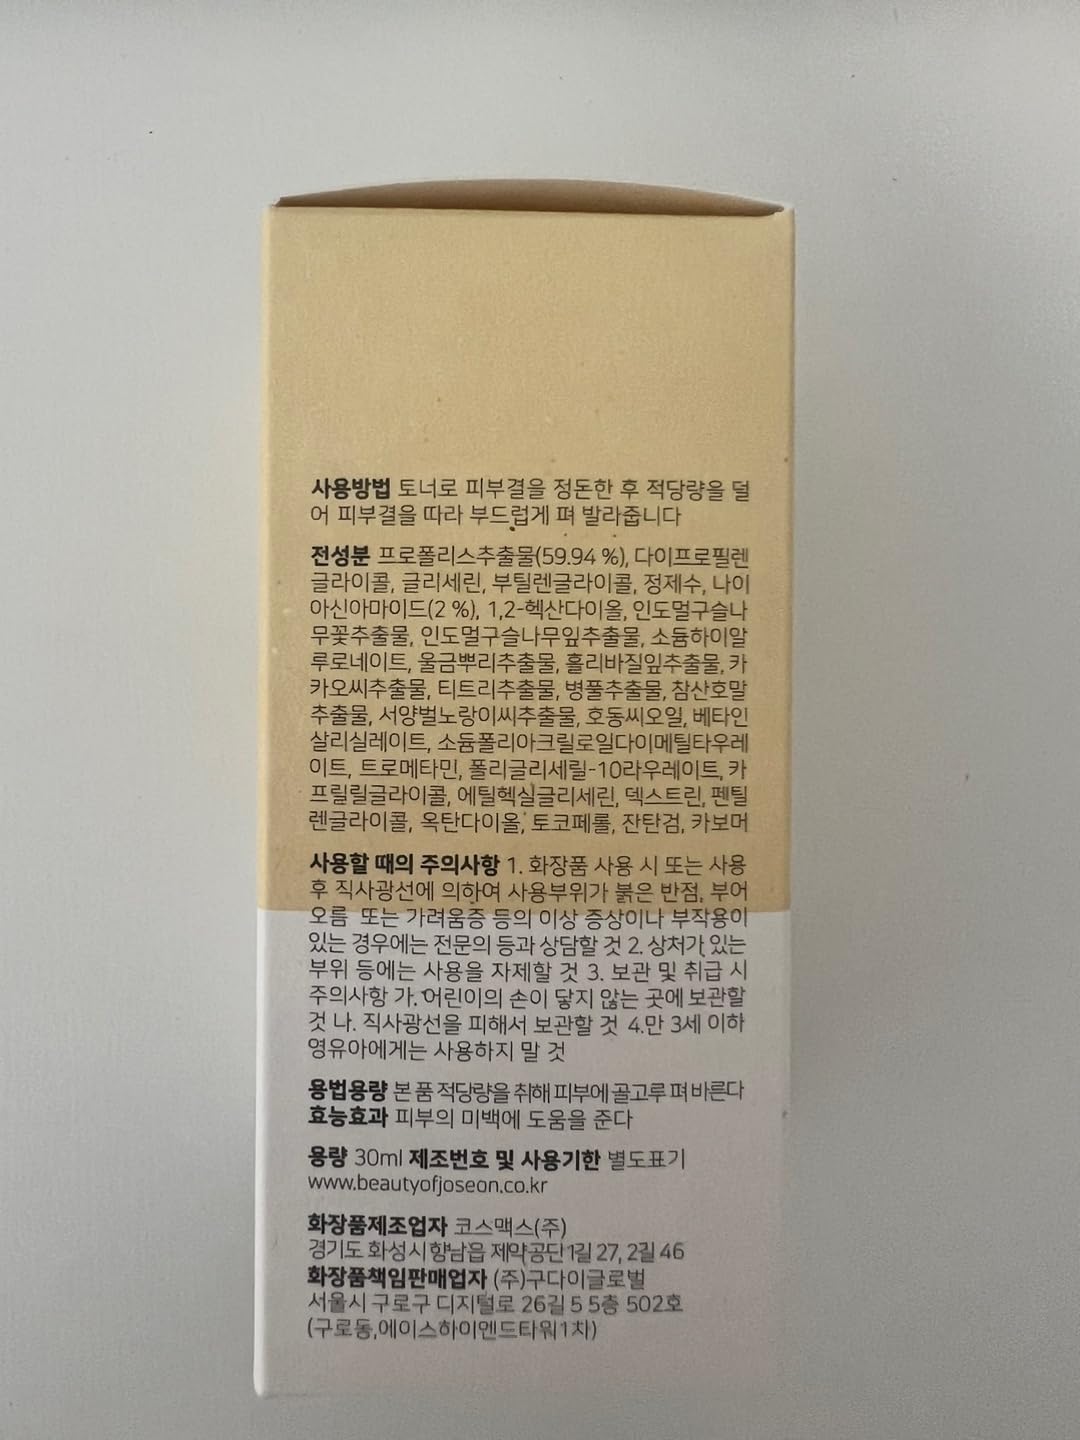 사용방법 토너로 피부결을 정돈한 후 적당량을 덜
어 피부결을 따라 부드럽게 펴 발라줍니다
전성분 프로폴리스추출물(59.94 %), 다이프로필렌
글라이콜, 글리세린, 부틸렌글라이콜, 정제수, 나이
아신아마이드(2 %), 1,2-헥산다이올, 인도멀구슬나
무꽃추출물, 인도멀구슬나무잎추출물, 소듐하이알
루로네이트, 울금뿌리추출물, 홀리바질잎추출물, 카
카오씨추출물, 티트리추출물, 병풀추출물, 참산호말
추출물, 서양벌노랑이씨추출물, 호동씨오일, 베타인
살리실레이트, 소듐폴리아크릴로일다이메틸타우레
이트, 트로메타민, 폴리글리세릴-10라우레이트, 카
프릴릴글라이콜, 에틸헥실글리세린, 덱스트린, 펜틸
렌글라이콜, 옥탄다이올, 토코페롤, 잔탄검, 카보머
사용할 때의 주의사항 1. 화장품 사용 시 또는 사용
후 직사광선에 의하여 사용부위가 붉은 반점, 부어
오름 또는 가려움증 등의 이상 증상이나 부작용이
있는 경우에는 전문의 등과 상담할 것 2. 상처가 있는
부위 등에는 사용을 자제할 것 3. 보관 및 취급 시
주의사항 가. 어린이의 손이 닿지 않는 곳에 보관할
것 나. 직사광선을 피해서 보관할 것 4.만 3세 이하
영유아에게는 사용하지 말 것
용법용량 본 품 적당량을 취해 피부에 골고루 펴 바른다
효능효과 피부의 미백에 도움을 준다
용량 30ml 제조번호 및 사용기한 별도표기
www.beautyofjoseon.co.kr
화장품제조업자 코스맥스(주)
경기도 화성시 향남읍 제약공단 1길 27, 2길 46
화장품책임판매업자 (주)구다이글로벌
서울시 구로구 디지털로 26길 5 5층 502호
(구로동,에이스하이엔드타워1차)